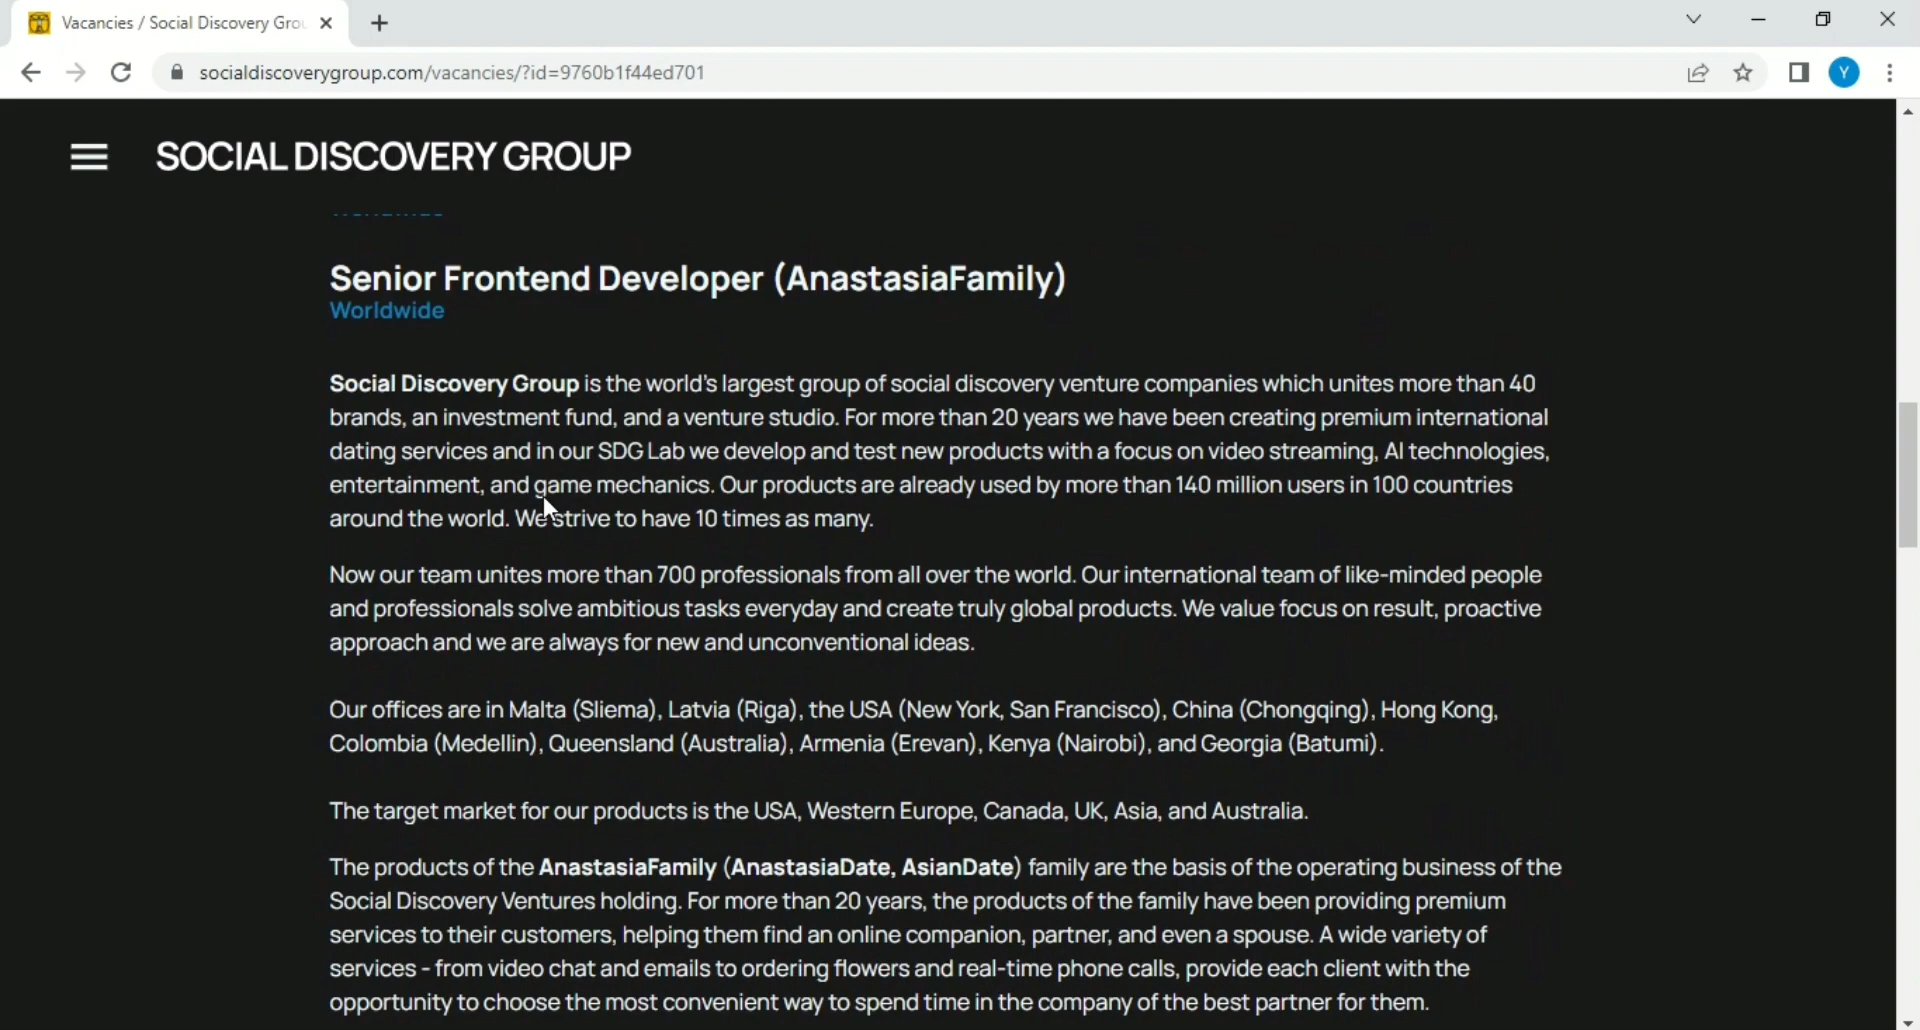 Vacancies / Social Discovery Grou
socialdiscoverygroup.com/vacancies/?id=9760b1f44ed701
Y
SOCIAL DISCOVERY GROUP
Senior Frontend Developer (AnastasiaFamily)
Worldwide
Social Discovery Group is the world's largest group of social discovery venture companies which unites more than 40
brands, an investment fund, and a venture studio. For more than 20 years we have been creating premium international
dating services and in our SDG Lab we develop and test new products with a focus on video streaming, AI technologies,
entertainment, and game mechanics. Our products are already used by more than 140 million users in 100 countries
around the world. We strive to have 10 times as many.
Now our team unites more than 700 professionals from all over the world. Our international team of like-minded people
and professionals solve ambitious tasks everyday and create truly global products. We value focus on result, proactive
approach and we are always for new and unconventional ideas.
Our offices are in Malta (Sliema), Latvia (Riga), the USA (New York, San Francisco), China (Chongqing), Hong Kong,
Colombia (Medellin), Queensland (Australia), Armenia (Erevan), Kenya (Nairobi), and Georgia (Batumi).
The target market for our products is the USA, Western Europe, Canada, UK, Asia, and Australia.
The products of the AnastasiaFamily (AnastasiaDate, AsianDate) family are the basis of the operating business of the
Social Discovery Ventures holding. For more than 20 years, the products of the family have been providing premium
services to their customers, helping them find an online companion, partner, and even a spouse. A wide variety of
services - from video chat and emails to ordering flowers and real-time phone calls, provide each client with the
opportunity to choose the most convenient way to spend time in the company of the best partner for them.